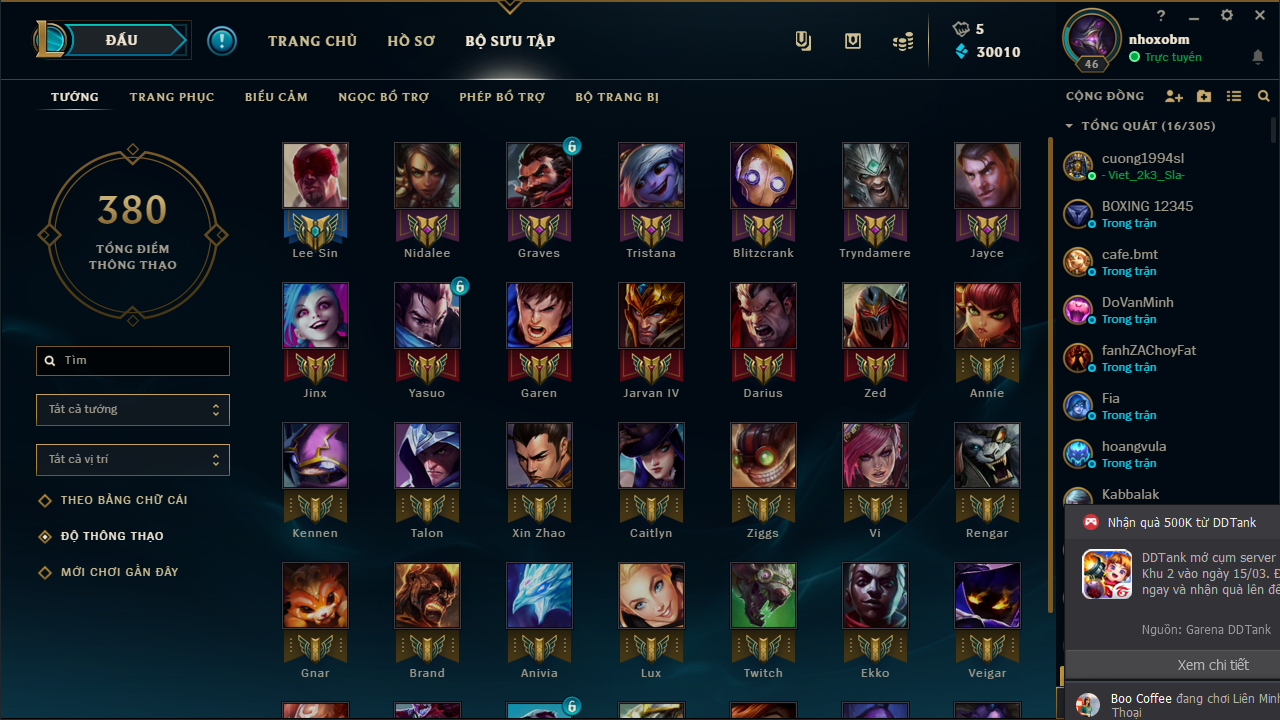 ĐẤU
!
TRANG CHỦ
HỒ SƠ
BỘ SƯU TẬP
5
30010
?
46
nhoxobm
Trực tuyến
TƯỚNG
TRANG PHỤC
BIỂU CẢM
NGỌC BỔ TRỢ
PHÉP BỔ TRỢ
BỘ TRANG BỊ
CỘNG ĐỒNG
380
TỔNG ĐIỂM
THÔNG THẠO
Tìm
Tất cả tướng
Tất cả vị trí
THEO BẢNG CHỮ CÁI
ĐỘ THÔNG THẠO
MỚI CHƠI GẦN ĐÂY
6
Lee Sin
Nidalee
Graves
Tristana
Blitzcrank
Tryndamere
Jayce
6
Jinx
Yasuo
Garen
Jarvan IV
Darius
Zed
Annie
Kennen
Talon
Xin Zhao
Caitlyn
Ziggs
Vi
Rengar
Gnar
Brand
Anivia
Lux
Twitch
Ekko
Veigar
6
TỔNG QUÁT (16/305)
cuong1994sl
- Viet_2k3_Sla-
BOXING 12345
Trong trận
cafe.bmt
Trong trận
DoVanMinh
Trong trận
fanhZAChoyFat
Trong trận
Fia
Trong trận
hoangvula
Trong trận
Kabbalak
Nhận quà 500K từ DDTank
DDTank mở cụm server
Khu 2 vào ngày 15/03. Đ
ngay và nhận quà lên đế
Nguồn: Garena DDTank
Xem chi tiết
Boo Coffee đang chơi Liên Minh
Thoại